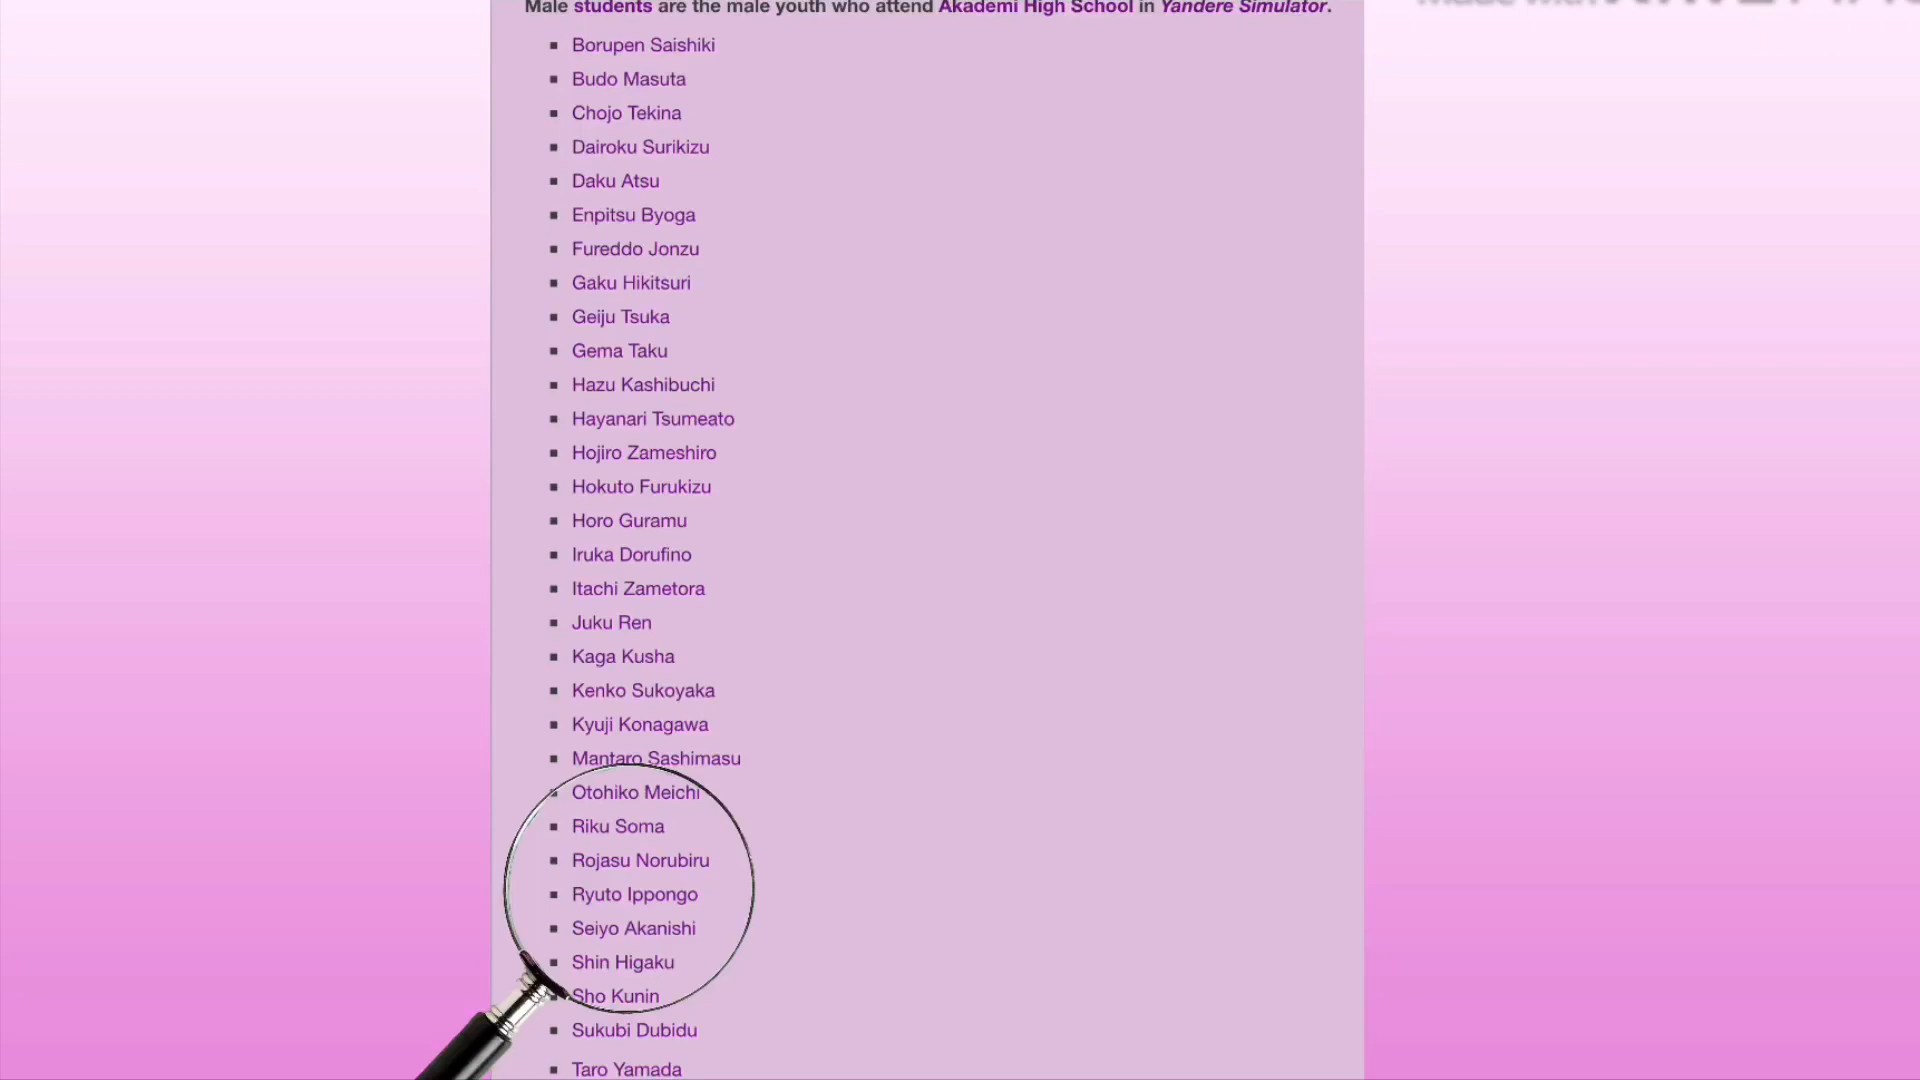 Male students are the male youth who attend Akademi High School in Yandere Simulator.
Borupen Saishiki
Budo Masuta
Chojo Tekina
Dairoku Surikizu
Daku Atsu
Enpitsu Byoga
Fureddo Jonzu
Gaku Hikitsuri
Geiju Tsuka
Gema Taku
Hazu Kashibuchi
Hayanari Tsumeato
Hojiro Zameshiro
Hokuto Furukizu
Horo Guramu
Iruka Dorufino
Itachi Zametora
Juku Ren
Kaga Kusha
Kenko Sukoyaka
Kyuji Konagawa
Mantaro Sashimasu
Otohiko Meichi
Riku Soma
Rojasu Norubiru
Ryuto Ippongo
Seiyo Akanishi
Shin Higaku
Sho Kunin
Sukubi Dubidu
Taro Yamada